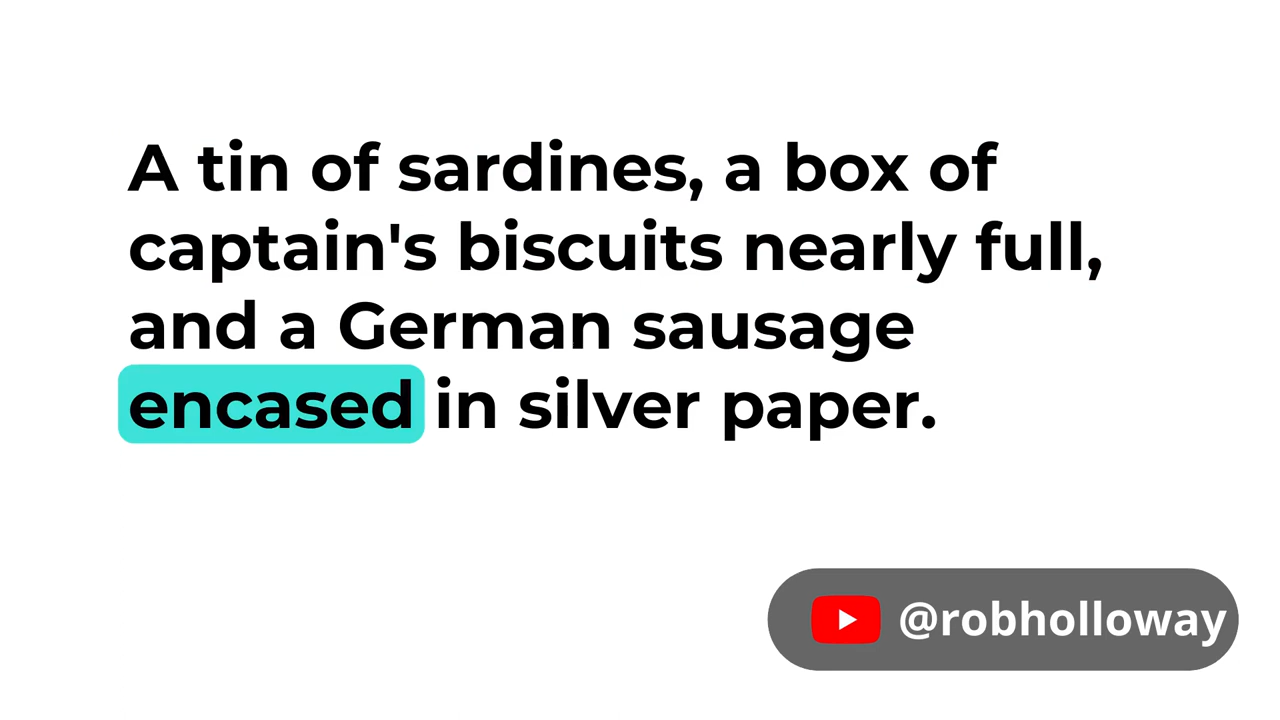 A tin of sardines, a box of
captain's biscuits nearly full,
and a German sausage
encased in silver paper.
@robholloway